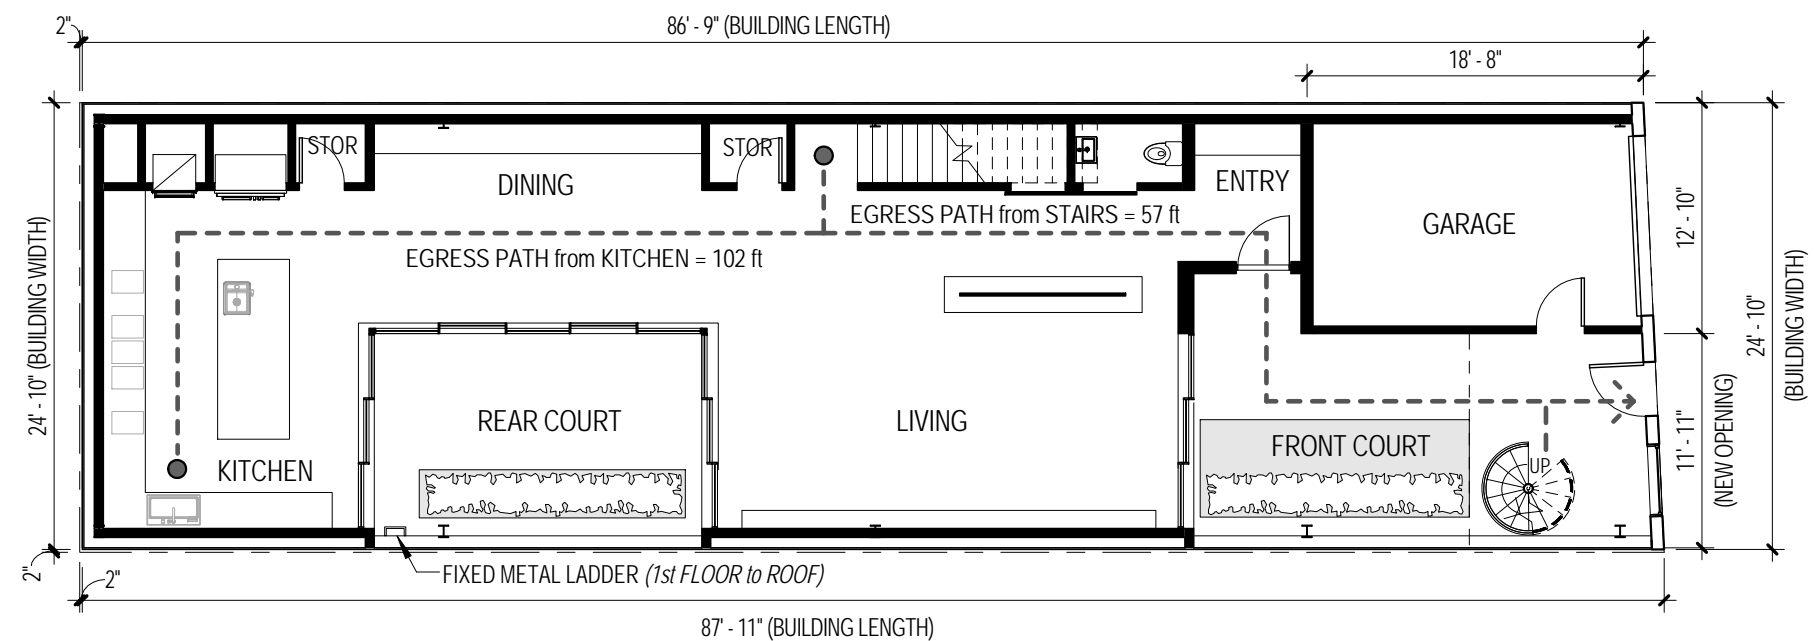 2"
86' - 9" (BUILDING LENGTH)
18' - 8"
STOR
STOR
DINING
ENTRY
EGRESS PATH from STAIRS = 57 ft
GARAGE
12' - 10"
24' - 10" (BUILDING WIDTH)
EGRESS PATH from KITCHEN = 102 ft
24' - 10"
(BUILDING WIDTH)
REAR COURT
LIVING
FRONT COURT
11' - 11"
(NEW OPENING)
KITCHEN
UP
2"
2"
FIXED METAL LADDER (1st FLOOR to ROOF)
87' - 11" (BUILDING LENGTH)